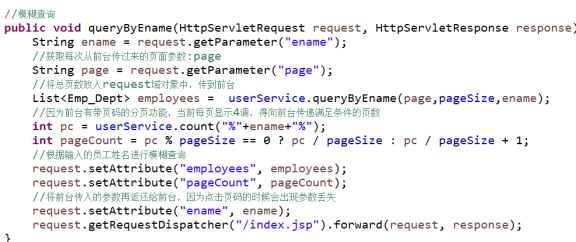 //模糊查询
public void queryByEname(HttpServletRequest request, HttpServletResponse response)
String ename = request.getParameter("ename");
//获取每次从前台传过来的页面参数:page
String page = request.getParameter("page");
//将总页数放入request域对象中，传到前台
List<Emp_Dept> employees =  userService.queryByEname(page,pageSize,ename);
//因为前台有带页码的分页功能，当前每页显示4调，得向前台传递满足条件的页数
int pc = userService.count("%"+ename+"%");
int pageCount = pc % pageSize == 0 ? pc / pageSize : pc / pageSize + 1;
//根据输入的员工姓名进行模糊查询
request.setAttribute("employees", employees);
request.setAttribute("pageCount", pageCount);
//将前台传入的参数再返还给前台，因为点击页码的时候会出现参数丢失
request.setAttribute("ename", ename);
request.getRequestDispatcher("/index.jsp").forward(request, response);
}